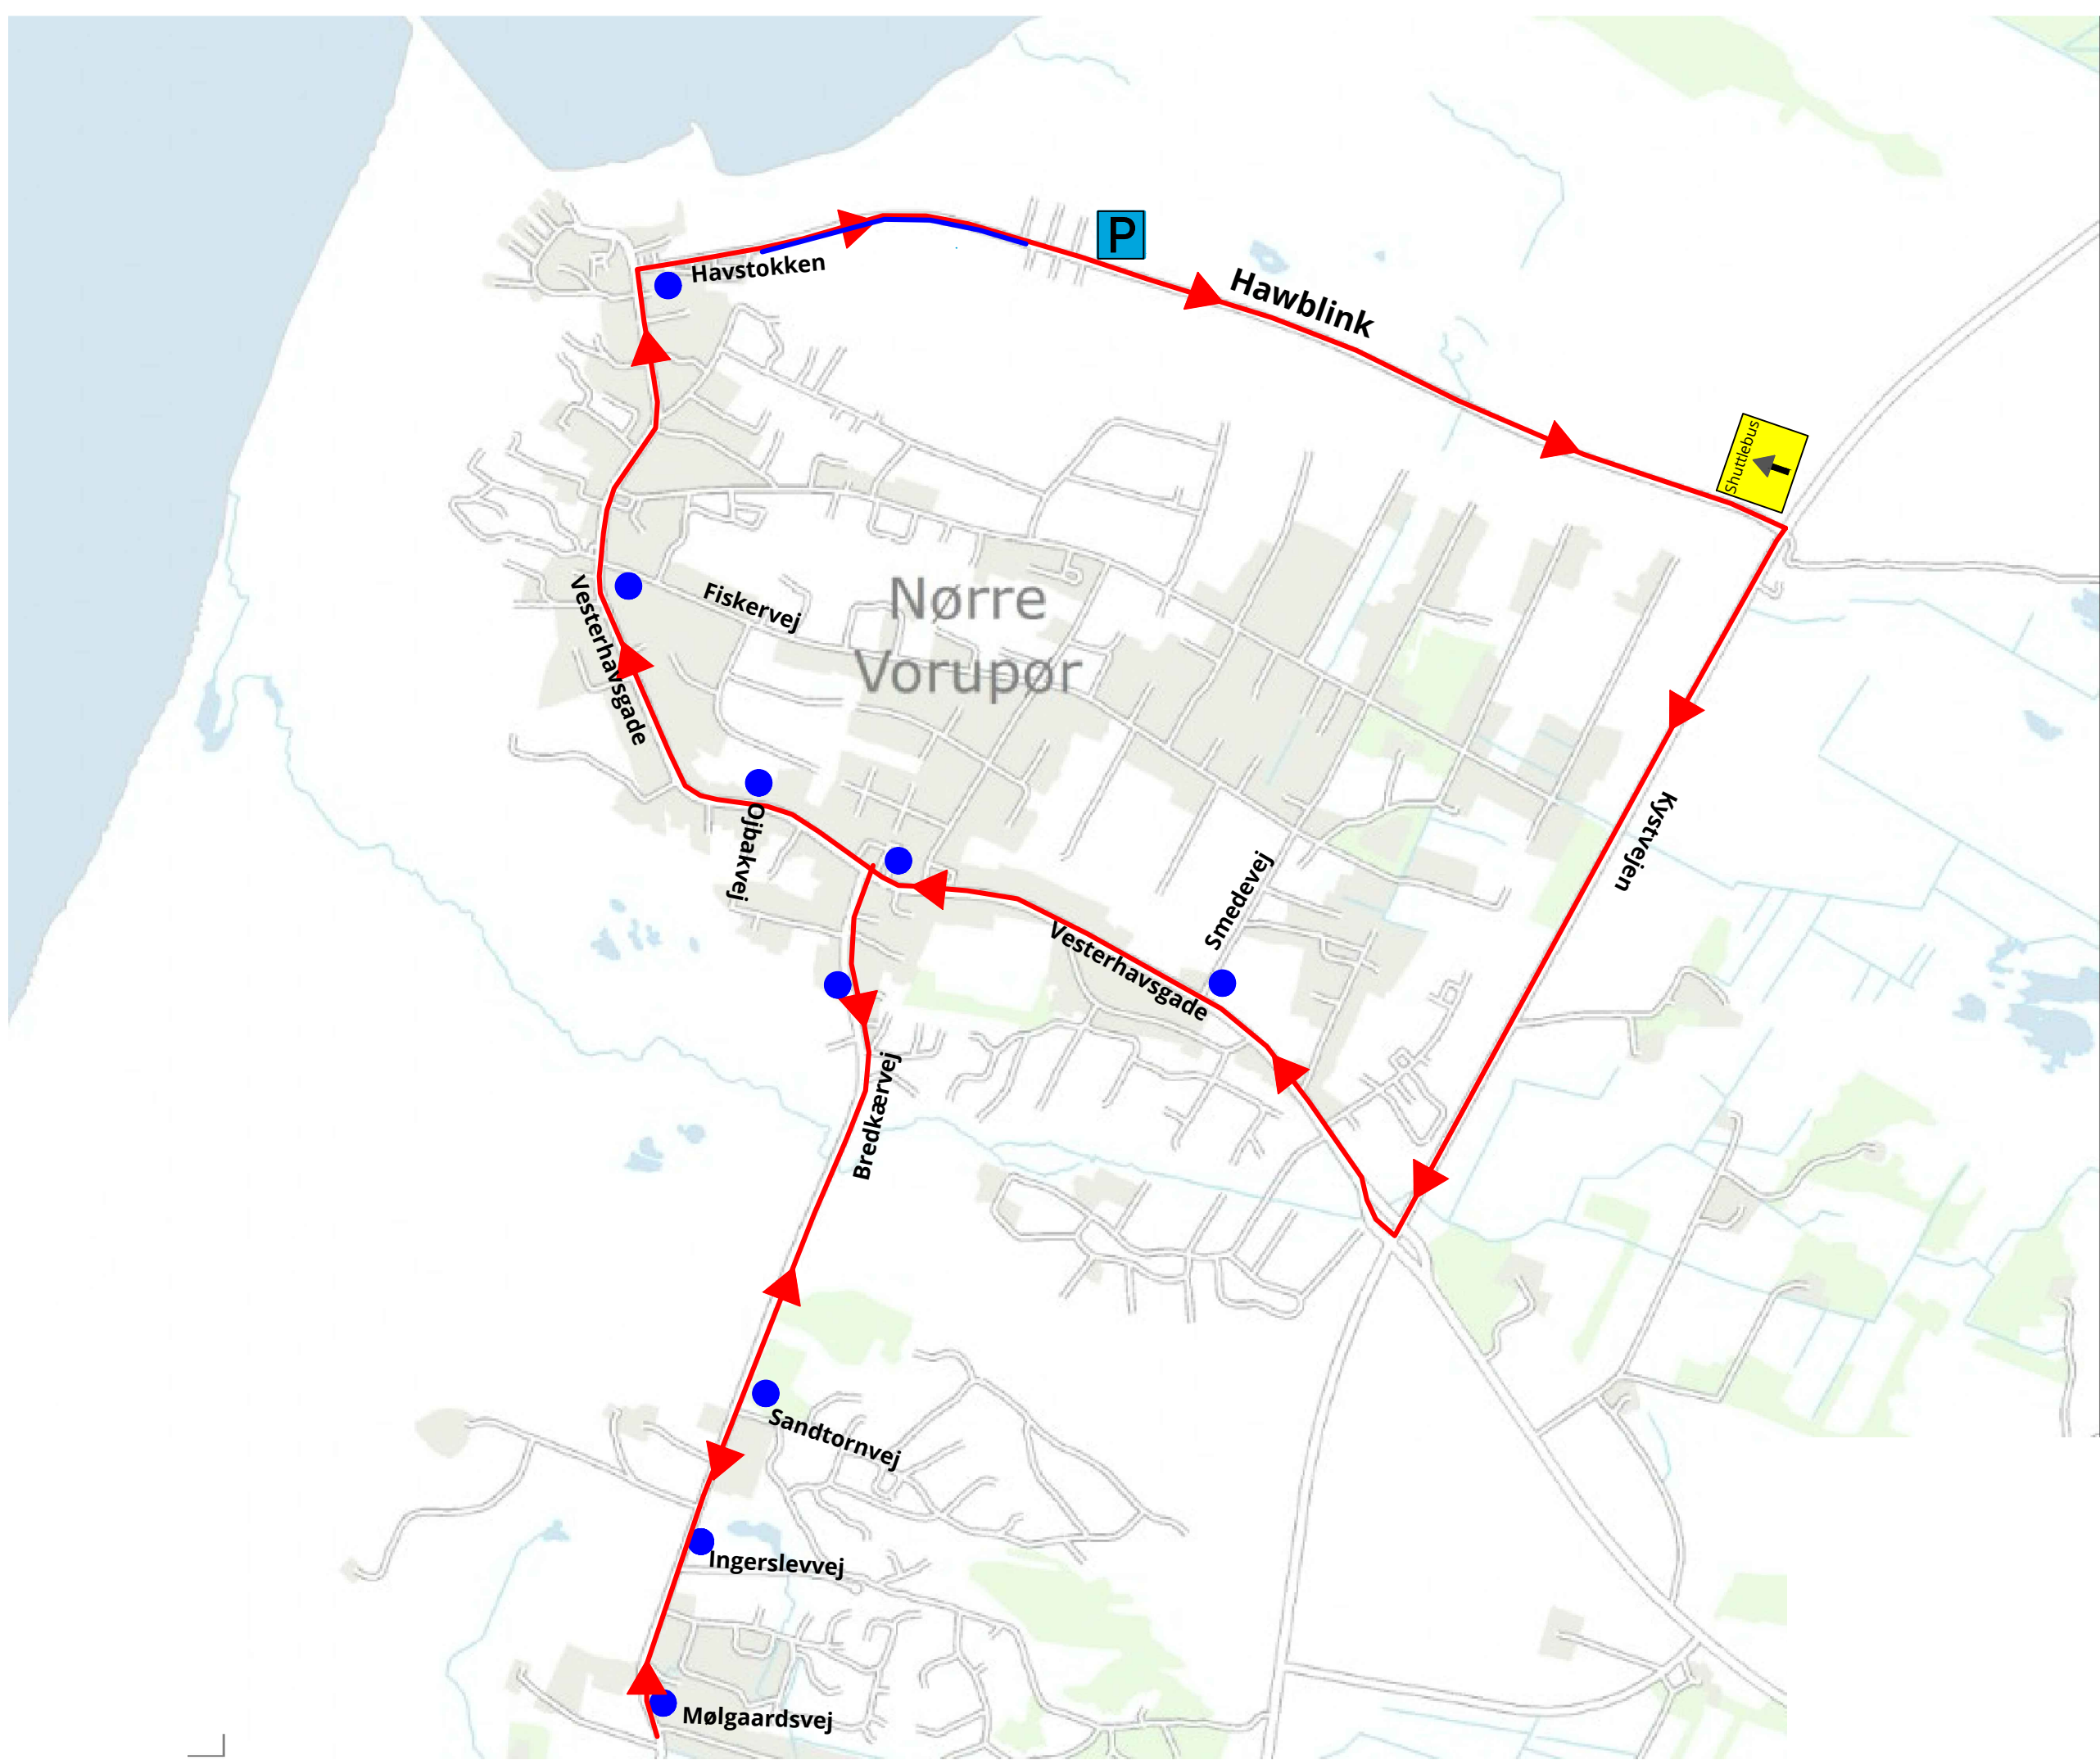 P
Havstokken
Hawblink
Shuttlebus
Fiskervej
Nørre
Vorupør
Vesterhavsgade
Ojbakvej
Kystvejen
Smedevej
Vesterhavsgade
Bredkærvej
Sandtornvej
Ingerslevvej
Mølgaardsvej